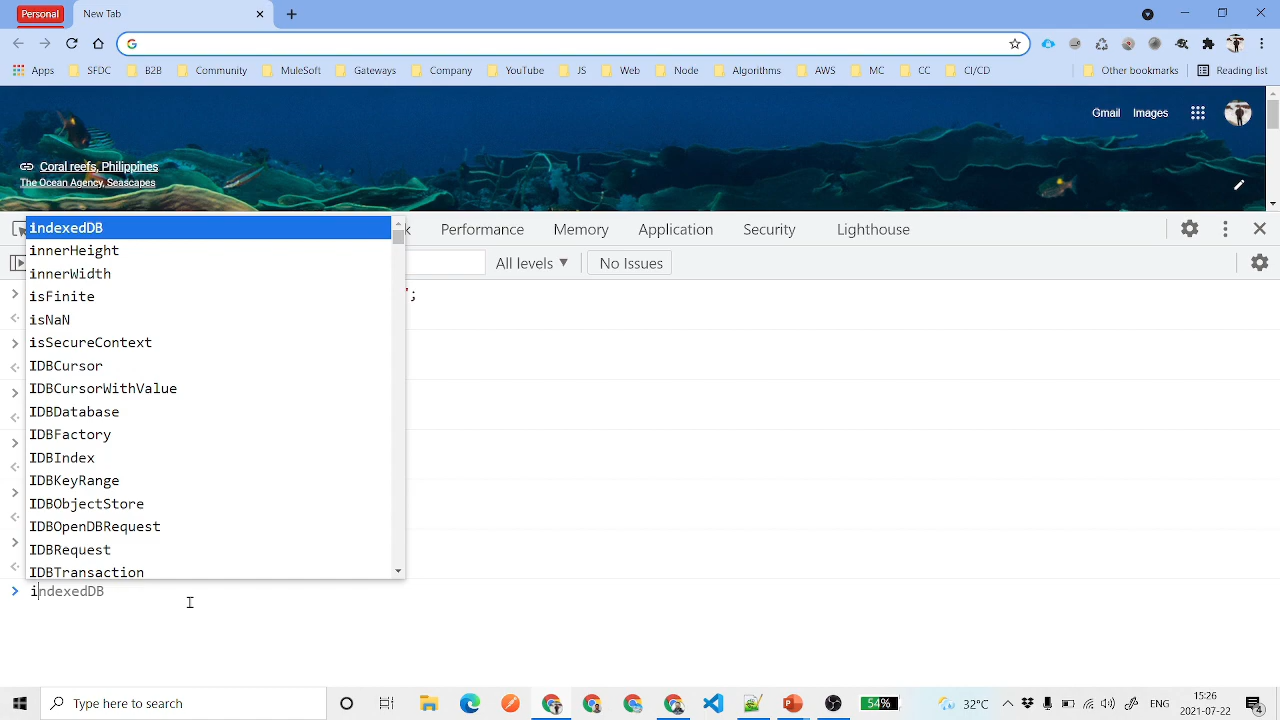 Personal
New Tab
Apps SFDC B2B Community MuleSoft Gateways Company YouTube JS Web Node Algorithms AWS MC CC CI/CD Other bookmarks Reading list
Gmail Images
Coral reefs, Philippines
The Ocean Agency, Seascapes
k Performance Memory Application Security Lighthouse
All levels ▼ No Issues
";
indexedDB
innerHeight
innerWidth
isFinite
isNaN
isSecureContext
IDBCursor
IDBCursorWithValue
IDBDatabase
IDBFactory
IDBIndex
IDBKeyRange
IDBObjectStore
IDBOpenDBRequest
IDBRequest
IDBTransaction
> indexedDB
Type here to search
54%
32°C
ENG
15:26
2021-07-22
4